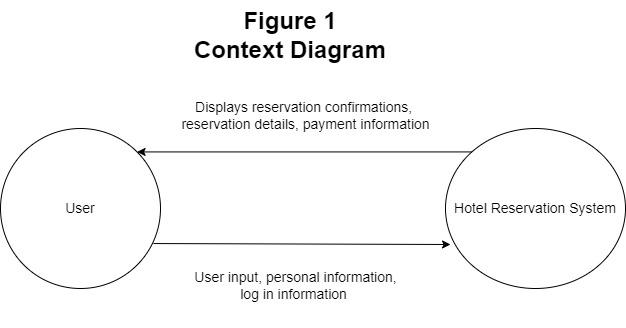 Figure 1
Context Diagram
Displays reservation confirmations,
reservation details, payment information
User
Hotel Reservation System
User input, personal information,
log in information